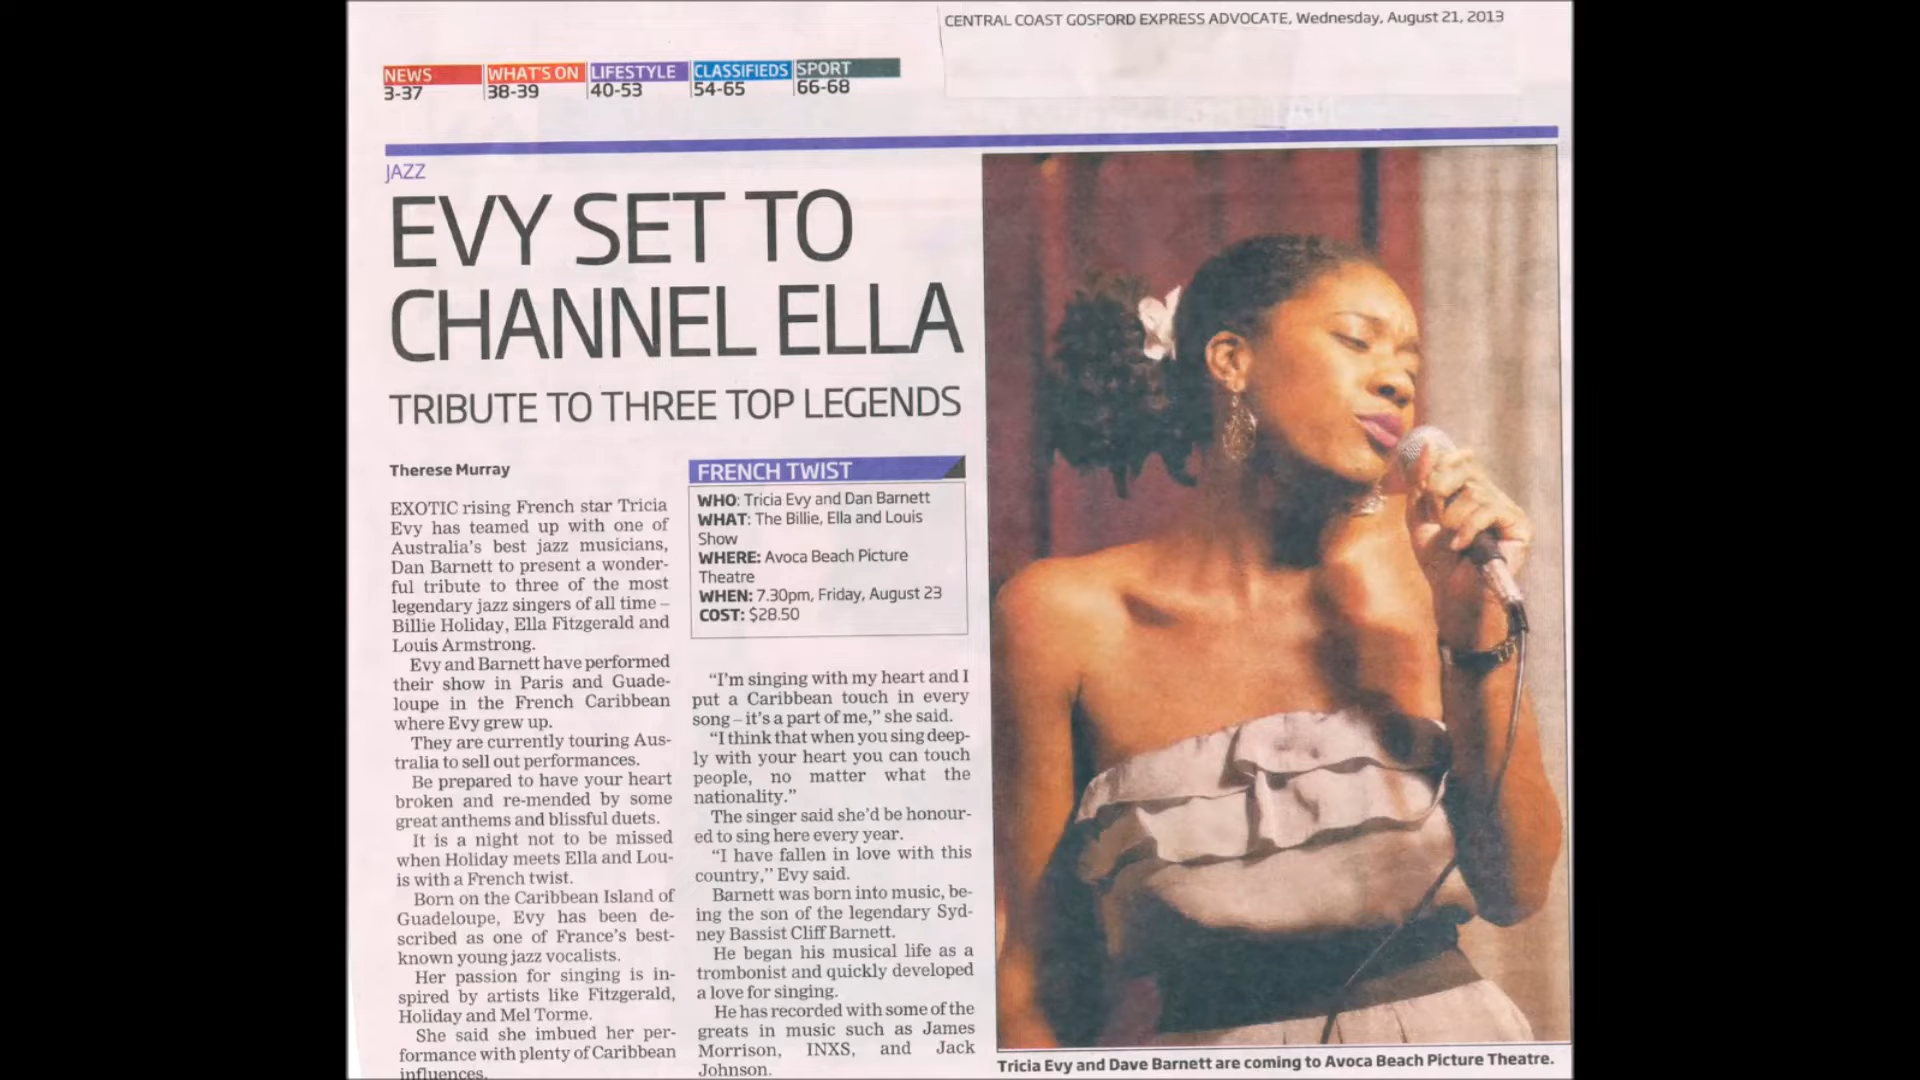 CENTRAL COAST GOSFORD EXPRESS ADVOCATE, Wednesday, August 21, 2013
NEWS
3-37
WHAT'S ON
38-39
LIFESTYLE
40-53
CLASSIFIEDS
54-65
SPORT
66-68
JAZZ
EVY SET TO
CHANNEL ELLA
TRIBUTE TO THREE TOP LEGENDS
Therese Murray
EXOTIC rising French star Tricia
Evy has teamed up with one of
Australia's best jazz musicians,
Dan Barnett to present a wonder-
ful tribute to three of the most
legendary jazz singers of all time –
Billie Holiday, Ella Fitzgerald and
Louis Armstrong.
Evy and Barnett have performed
their show in Paris and Guade-
loupe in the French Caribbean
where Evy grew up.
They are currently touring Aus-
tralia to sell out performances.
Be prepared to have your heart
broken and re-mended by some
great anthems and blissful duets.
It is a night not to be missed
when Holiday meets Ella and Lou-
is with a French twist.
Born on the Caribbean Island of
Guadeloupe, Evy has been de-
scribed as one of France's best-
known young jazz vocalists.
Her passion for singing is in-
spired by artists like Fitzgerald,
Holiday and Mel Torme.
She said she imbued her per-
formance with plenty of Caribbean
influences.
FRENCH TWIST
WHO: Tricia Evy and Dan Barnett
WHAT: The Billie, Ella and Louis
Show
WHERE: Avoca Beach Picture
Theatre
WHEN: 7.30pm, Friday, August 23
COST: $28.50
"I'm singing with my heart and I
put a Caribbean touch in every
song – it's a part of me," she said.
"I think that when you sing deep-
ly with your heart you can touch
people, no matter what the
nationality."
The singer said she'd be honour-
ed to sing here every year.
"I have fallen in love with this
country," Evy said.
Barnett was born into music, be-
ing the son of the legendary Syd-
ney Bassist Cliff Barnett.
He began his musical life as a
trombonist and quickly developed
a love for singing.
He has recorded with some of the
greats in music such as James
Morrison, INXS, and Jack
Johnson.
Tricia Evy and Dave Barnett are coming to Avoca Beach Picture Theatre.